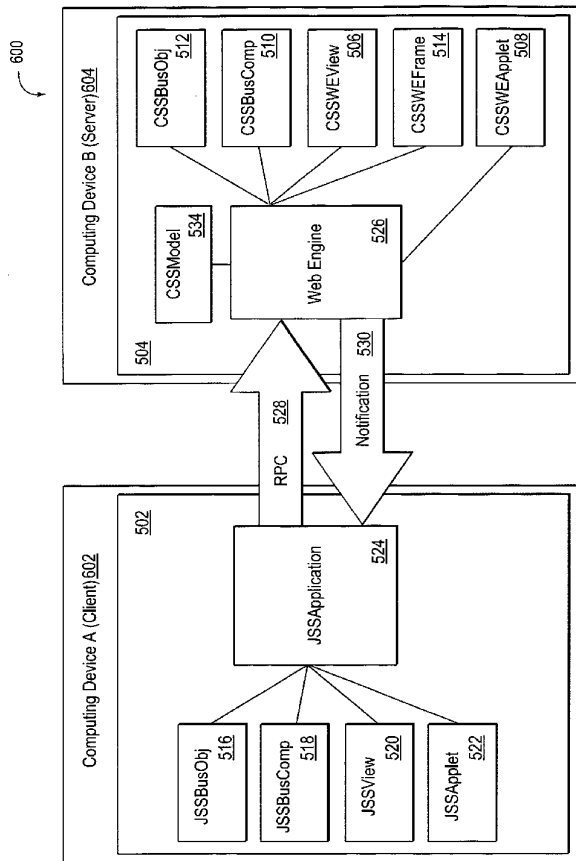 600
Computing Device A (Client) 602
502
JSSBusObj
516
JSSBusComp
518
JSSView
520
JSSApplet
522
JSSApplication
524
RPC
528
Notification
530
Computing Device B (Server) 604
504
CSSModel
534
Web Engine
526
CSSBusObj
512
CSSBusComp
510
CSSWEView
506
CSSWEFrame
514
CSSWEApplet
508